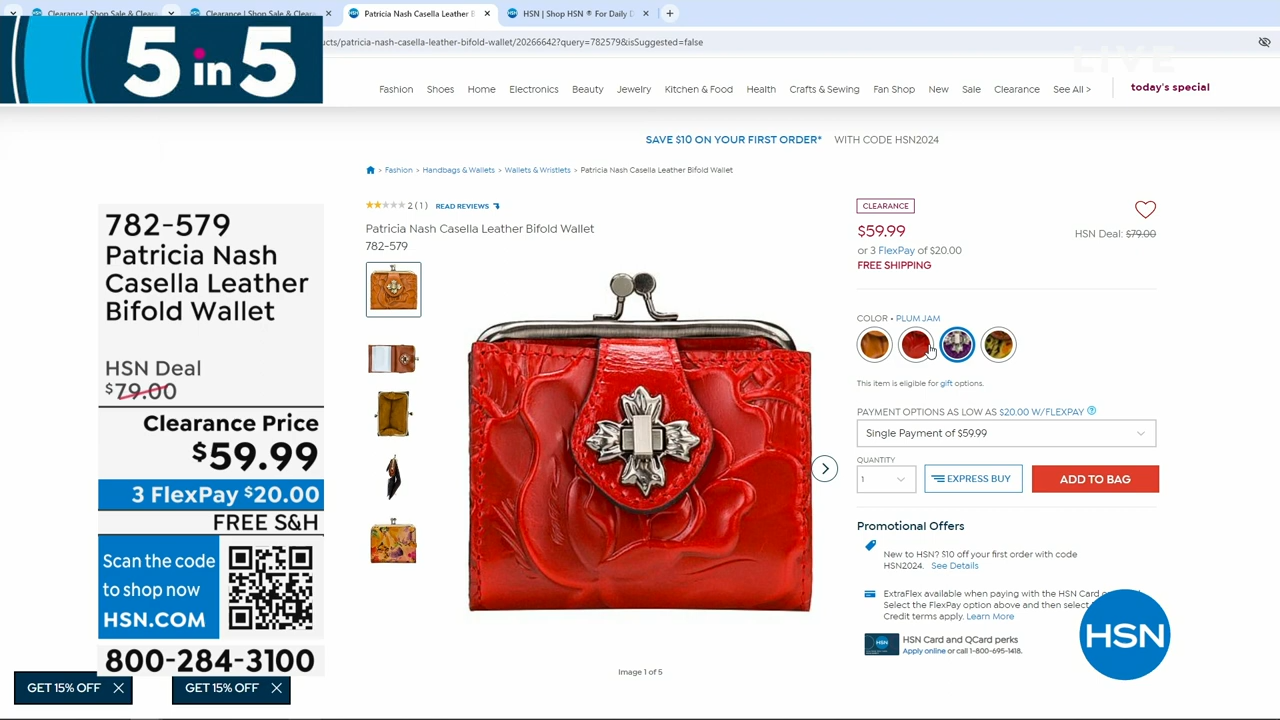 Clearance | Shop Sale & Cleara
Clearance | Shop Sale & Clear
Patricia Nash Casella Leather B
HSN | Shop HSN ® For Daily D
5 in 5
ucts/patricia-nash-casella-leather-bifold-wallet/20266642?query=782579&isSuggested=false
LIVE
Fashion Shoes Home Electronics Beauty Jewelry Kitchen & Food Health Crafts & Sewing Fan Shop New Sale Clearance See All >
today's special
SAVE $10 ON YOUR FIRST ORDER* WITH CODE HSN2024
> Fashion > Handbags & Wallets > Wallets & Wristlets > Patricia Nash Casella Leather Bifold Wallet
2 ( 1 ) READ REVIEWS
Patricia Nash Casella Leather Bifold Wallet
782-579
CLEARANCE
$59.99
HSN Deal: $79.00
or 3 FlexPay of $20.00
FREE SHIPPING
COLOR • PLUM JAM
This item is eligible for gift options.
PAYMENT OPTIONS AS LOW AS $20.00 W/FLEXPAY ?
Single Payment of $59.99
QUANTITY
1
EXPRESS BUY
ADD TO BAG
Promotional Offers
New to HSN? $10 off your first order with code
HSN2024. See Details
ExtraFlex available when paying with the HSN Card
Select the FlexPay option above and then select
Credit terms apply. Learn More
HSN Card and QCard perks
Apply online or call 1-800-695-1418.
HSN
Image 1 of 5
782-579
Patricia Nash
Casella Leather
Bifold Wallet
HSN Deal
$79.00
Clearance Price
$59.99
3 FlexPay $20.00
FREE S&H
Scan the code
to shop now
HSN.COM
800-284-3100
GET 15% OFF
GET 15% OFF